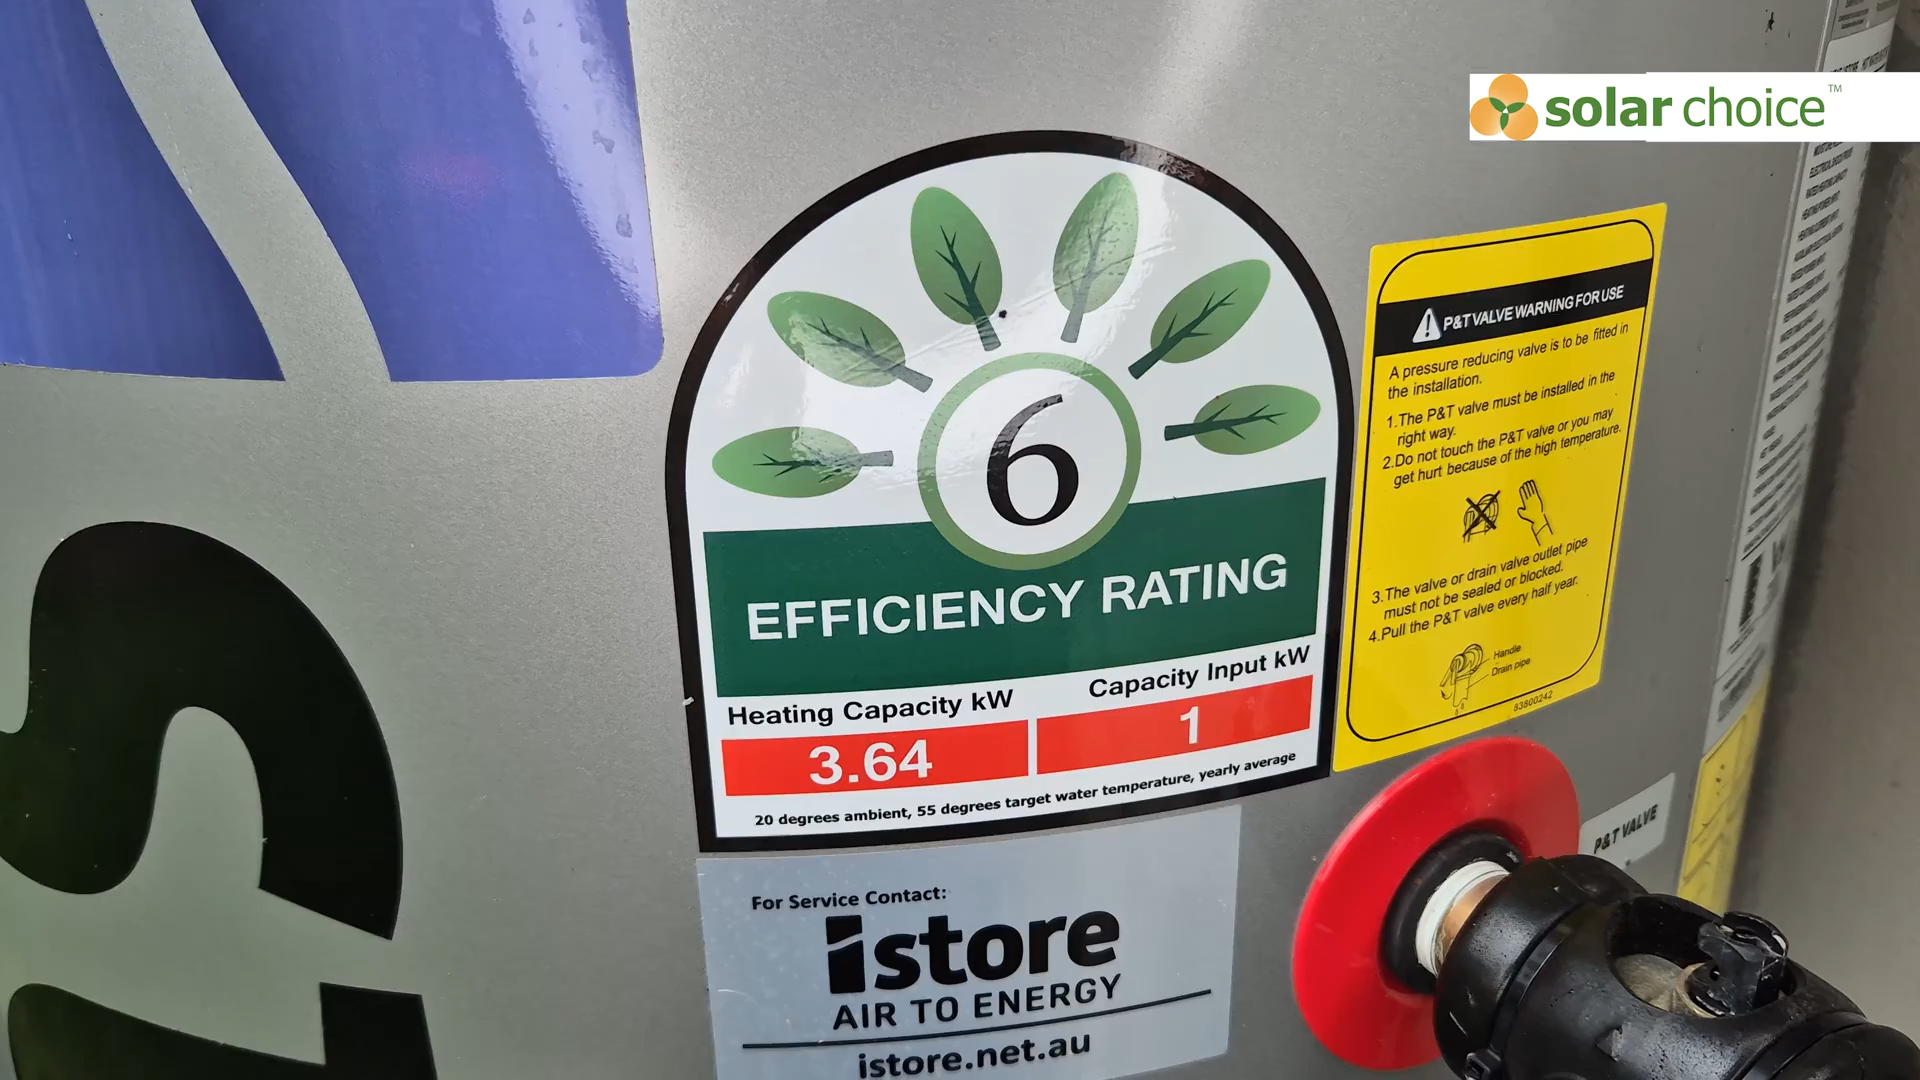 solar choice™
6
EFFICIENCY RATING
Heating Capacity kW
Capacity Input kW
3.64
1
20 degrees ambient, 55 degrees target water temperature, yearly average
For Service Contact:
istore
AIR TO ENERGY
istore.net.au
P&T VALVE WARNING FOR USE
A pressure reducing valve is to be fitted in
the installation.
1.The P&T valve must be installed in the
right way.
2.Do not touch the P&T valve or you may
get hurt because of the high temperature.
3.The valve or drain valve outlet pipe
must not be sealed or blocked.
4.Pull the P&T valve every half year.
Handle
Drain pipe
83800242
P&T VALVE